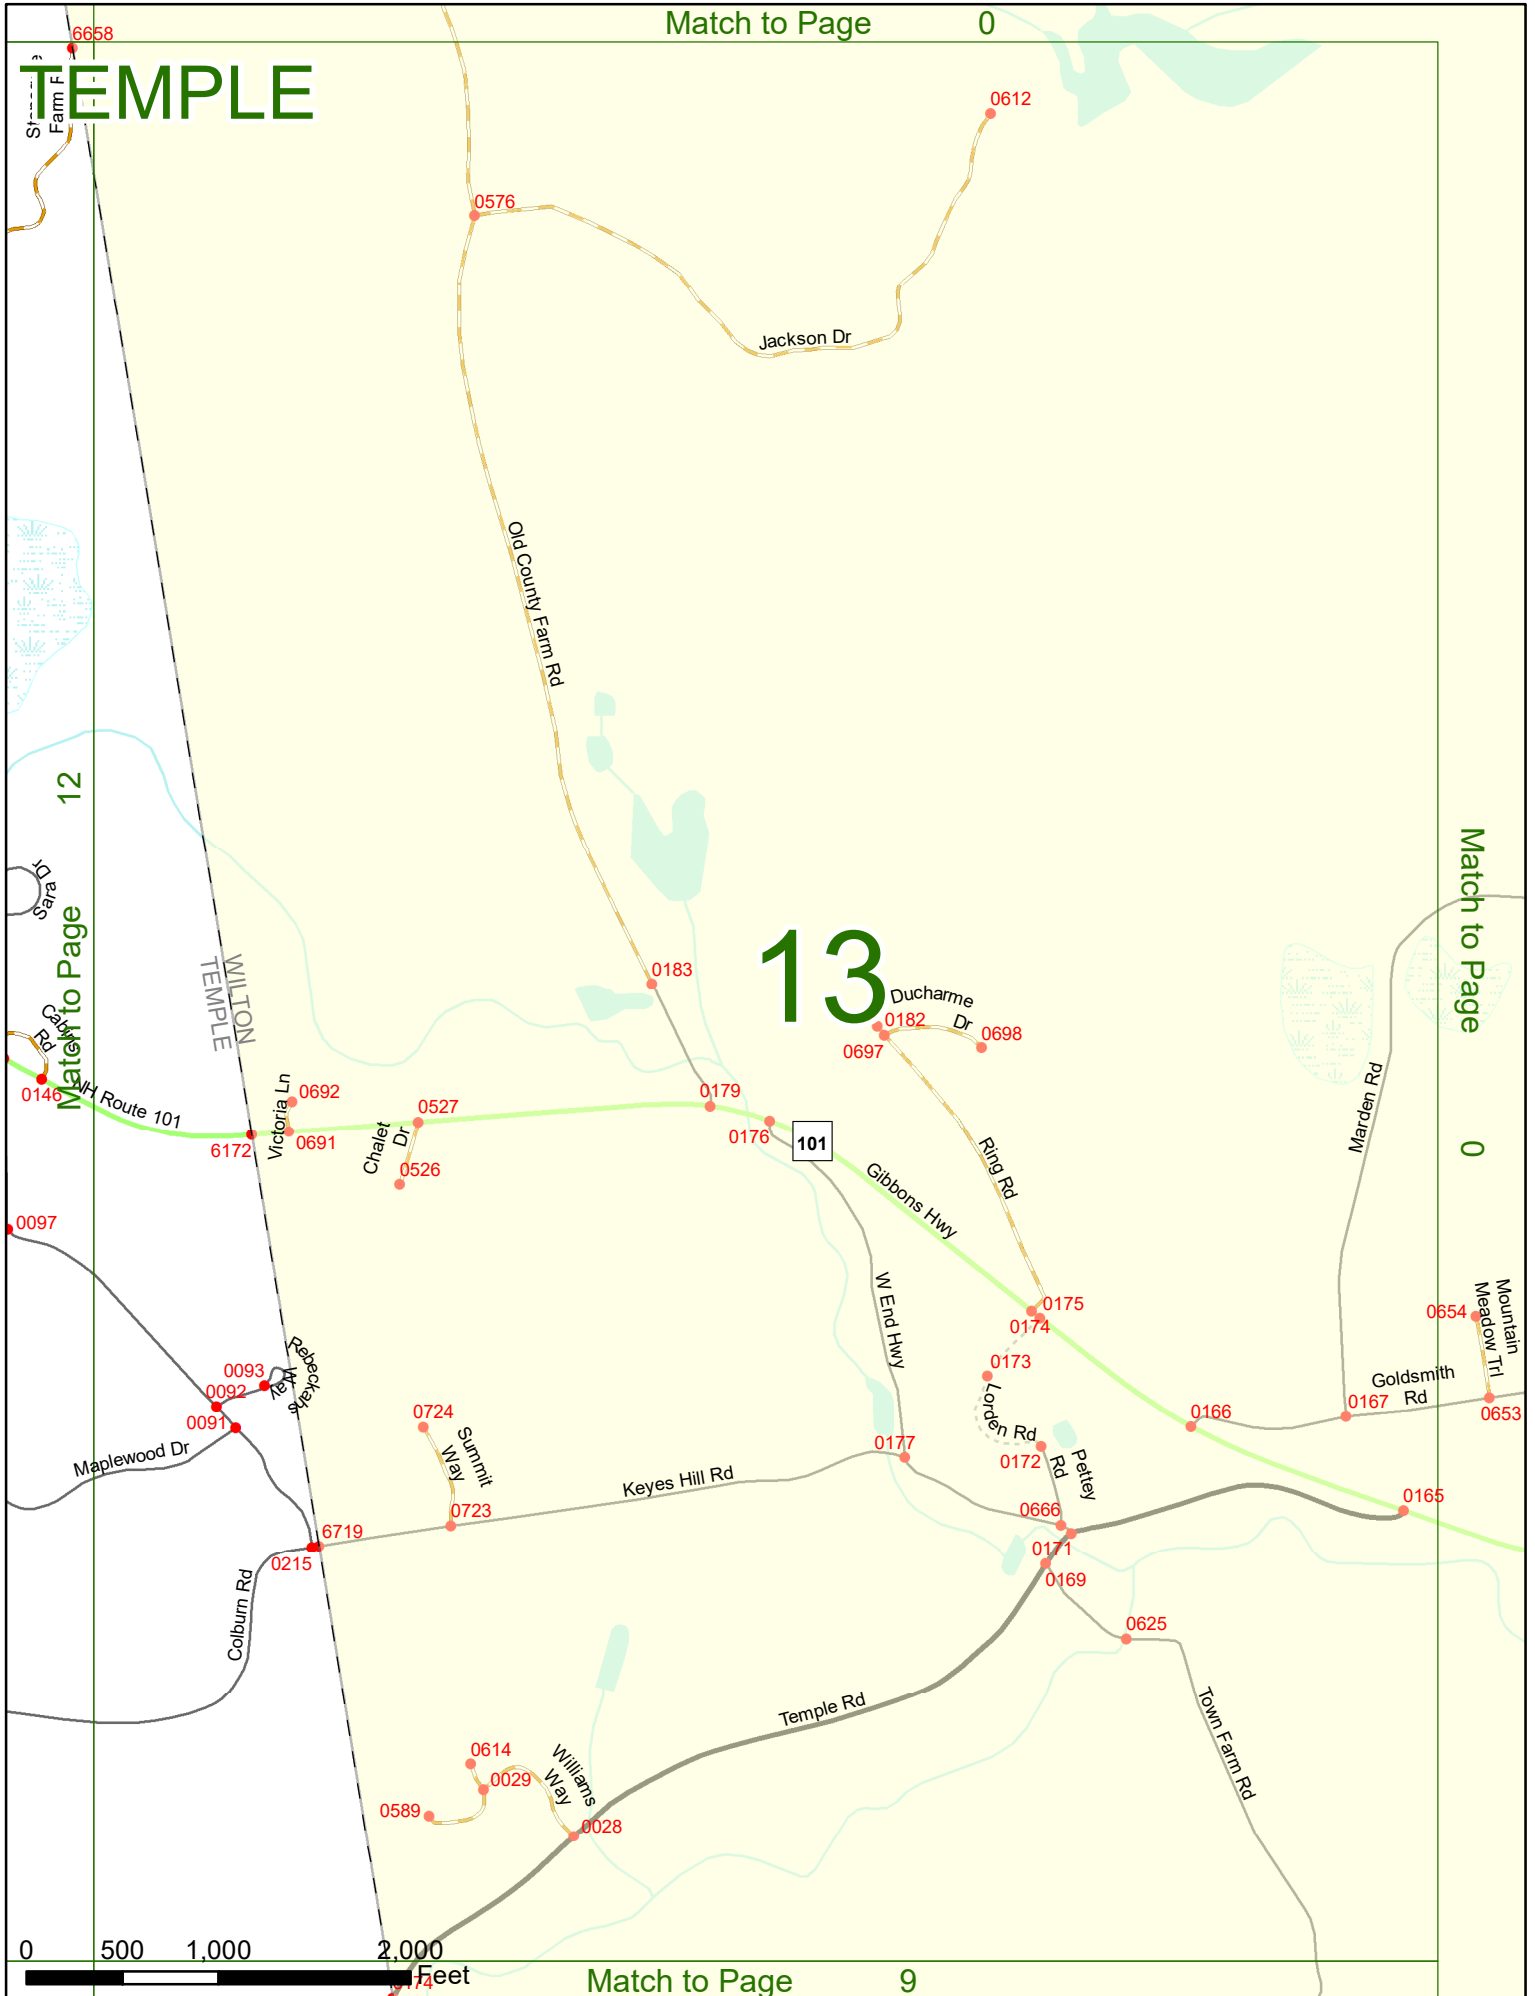 Match to Page 0
6658
TEMPLE
Farm
0612
0576
Jackson Dr
Old County Farm Rd
12
Match to Page
Sara Dr
WILTON
TEMPLE
13
0183
Ducharme
Dr
0182
0697
0698
Match to Page
0
Cabins
Rd
0146
NH Route 101
6172
Victoria Ln
0692
0691
Chalet
Dr
0527
0526
0179
0176
101
Gibbons Hwy
Ring Rd
Marden Rd
0097
W End Hwy
0175
0174
0173
Lorden Rd
0172
Pettey
Rd
0654
Mountain
Meadow Trl
Goldsmith
Rd
0653
0167
0166
0165
Rebeckahs
Way
0093
0092
0091
Maplewood Dr
0724
Summit
Way
0723
Keyes Hill Rd
0177
0666
0171
0169
6719
0215
Colburn Rd
0625
Town Farm Rd
Temple Rd
0614
0029
0589
Williams
Way
0028
0 500 1,000 2,000
Feet
Match to Page 9